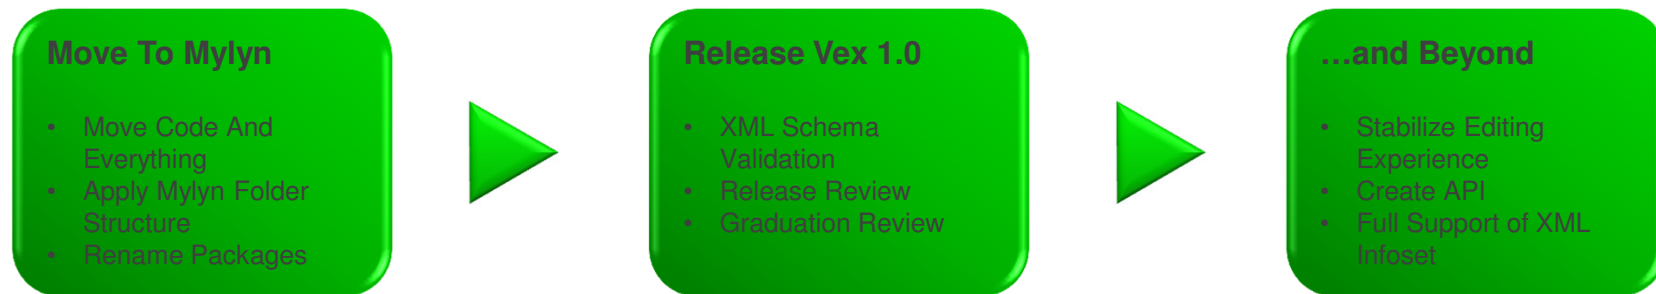 Move To Mylyn
• Move Code And
Everything
• Apply Mylyn Folder
Structure
• Rename Packages
Release Vex 1.0
• XML Schema
Validation
• Release Review
• Graduation Review
…and Beyond
• Stabilize Editing
Experience
• Create API
• Full Support of XML
Infoset